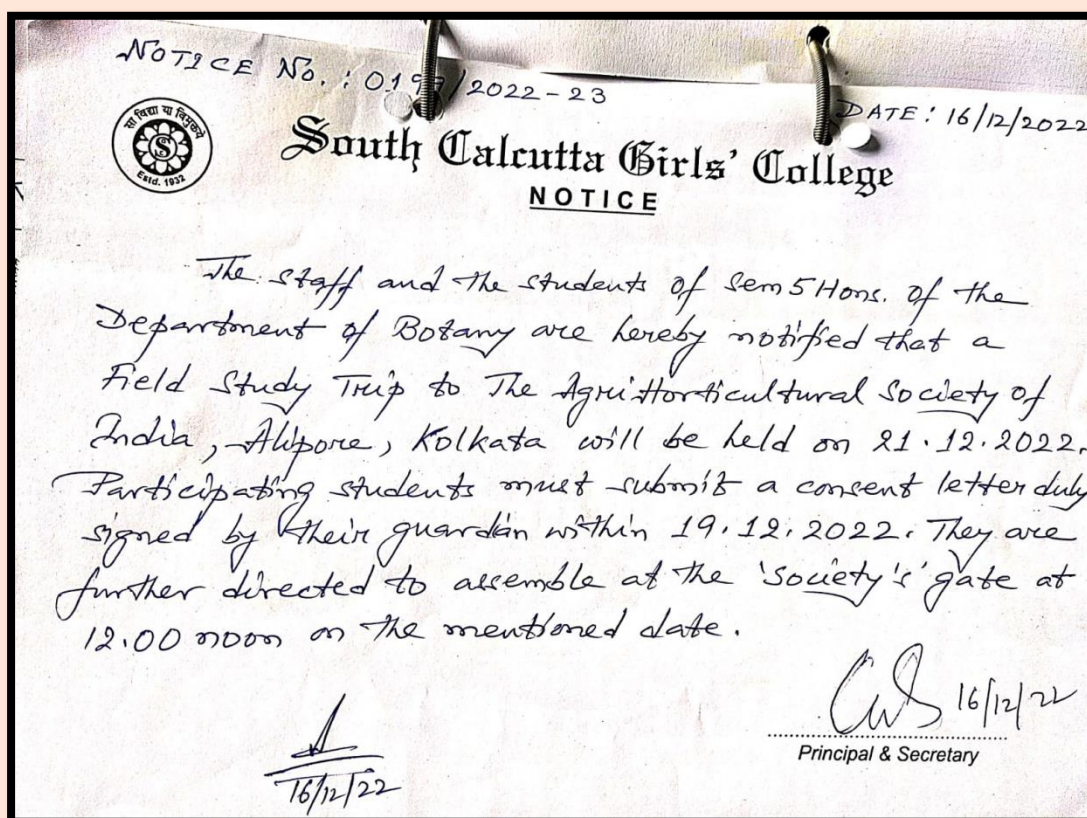 NOTICE No. : 0199/2022-23
DATE: 16/12/2022
सा विद्या या विमुक्तये
S
Estd. 1932
South Calcutta Girls' College
NOTICE
The staff and the students of Sem 5 Hons. of the
Department of Botany are hereby notified that a
Field Study Trip to The Agri Horticultural Society of
India, Alipore, Kolkata will be held on 21.12.2022.
Participating students must submit a consent letter duly
signed by their guardian within 19.12.2022. They are
further directed to assemble at the 'Society's' gate at
12.00 noon on the mentioned date.
16/12/22
16/12/22
Principal & Secretary